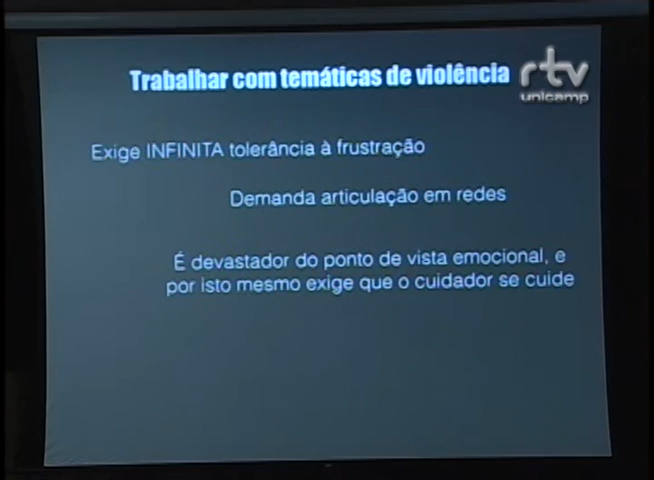 Trabalhar com temáticas de violência
rtv
unicamp
Exige INFINITA tolerância à frustração
Demanda articulação em redes
É devastador do ponto de vista emocional, e
por isto mesmo exige que o cuidador se cuide